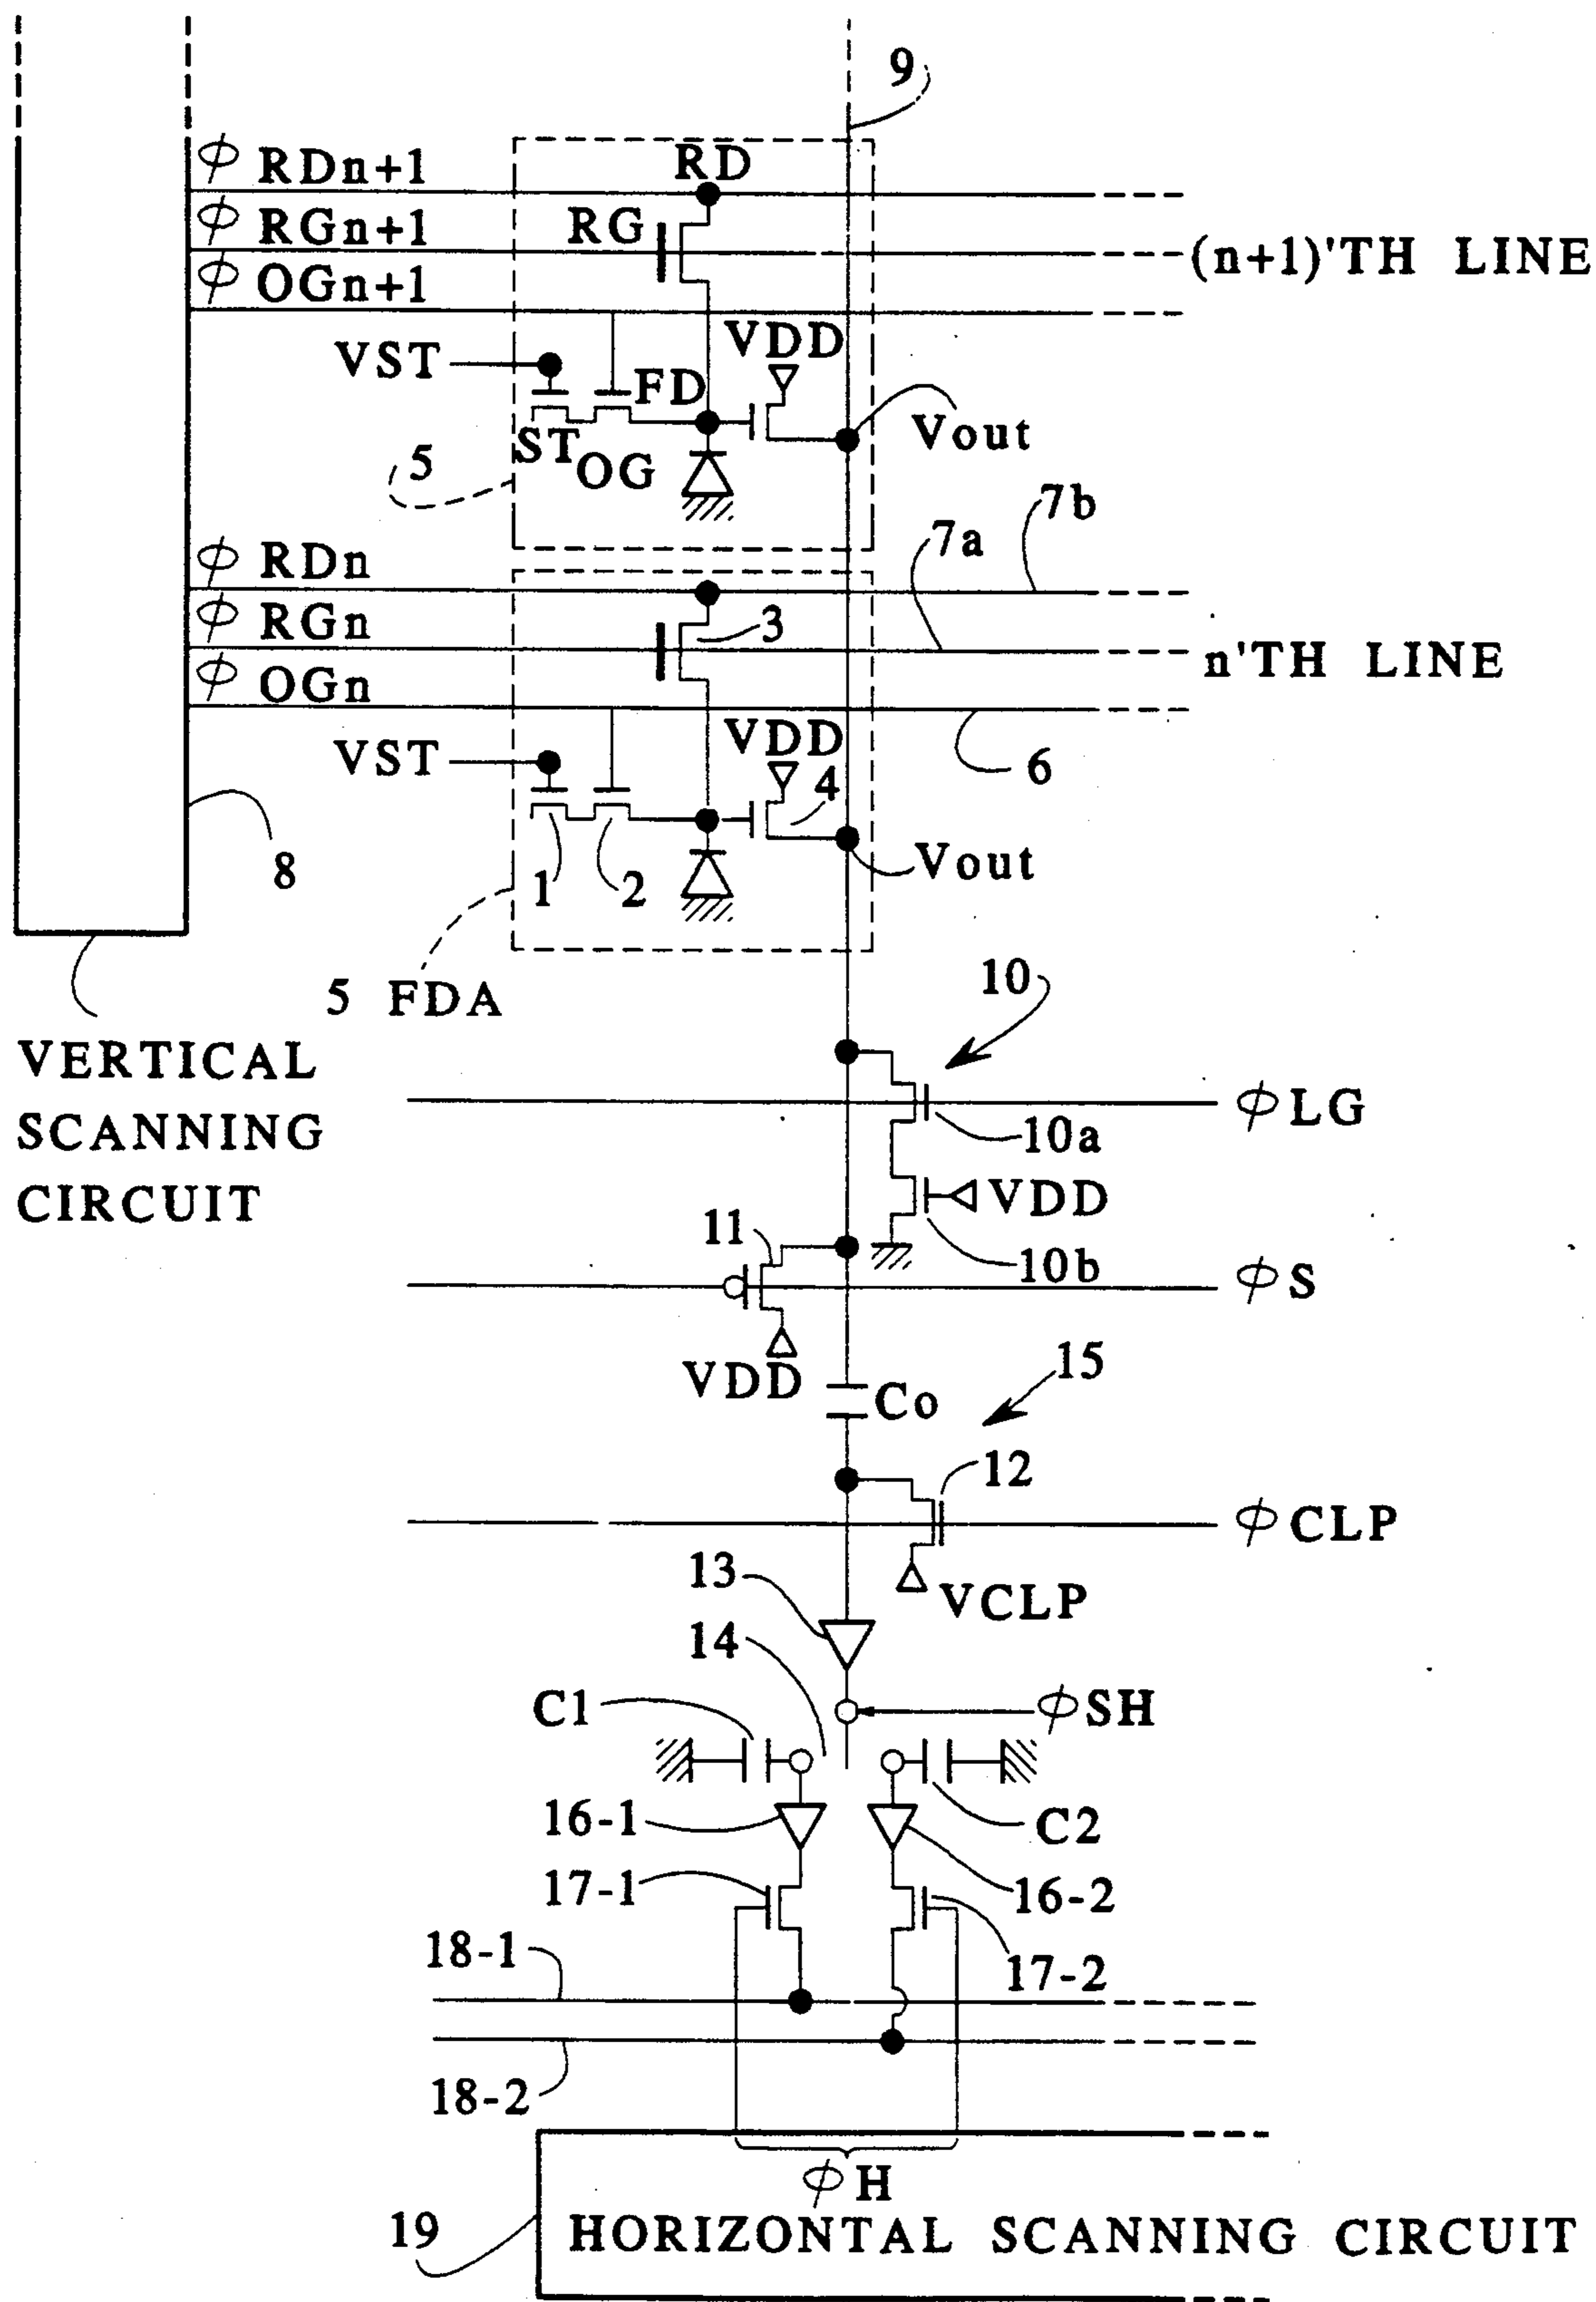 9
ϕ RDn+1
RD
ϕ RGn+1
RG
(n+1)'TH LINE
ϕ OGn+1
VST
VDD
FD
Vout
ST
OG
5
7b
7a
ϕ RDn
ϕ RGn
3
n'TH LINE
ϕ OGn
VST
VDD
4
6
8
1
2
Vout
5 FDA
10
VERTICAL
SCANNING
CIRCUIT
ϕ LG
10a
VDD
11
10b
ϕ S
VDD
Co
15
12
ϕ CLP
13
VCLP
14
C1
ϕ SH
16-1
C2
17-1
16-2
18-1
17-2
18-2
ϕ H
19
HORIZONTAL SCANNING CIRCUIT